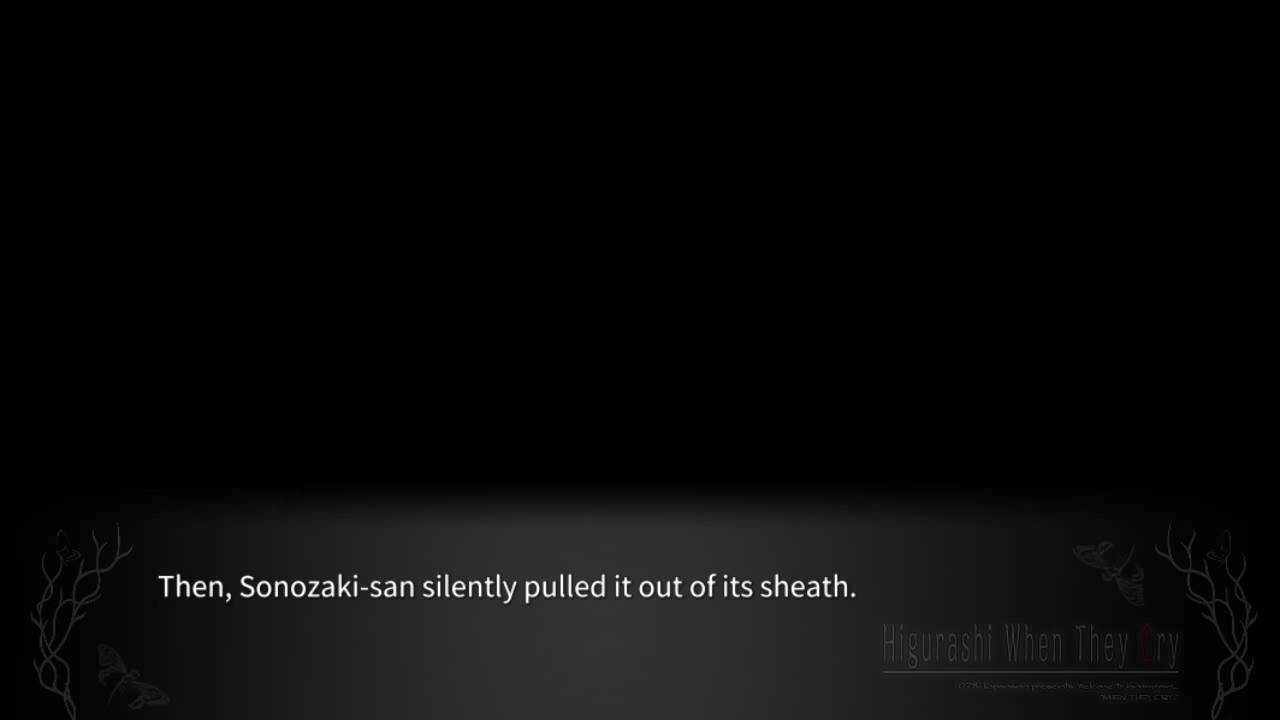 Then, Sonozaki-san silently pulled it out of its sheath.
Higurashi When They Cry